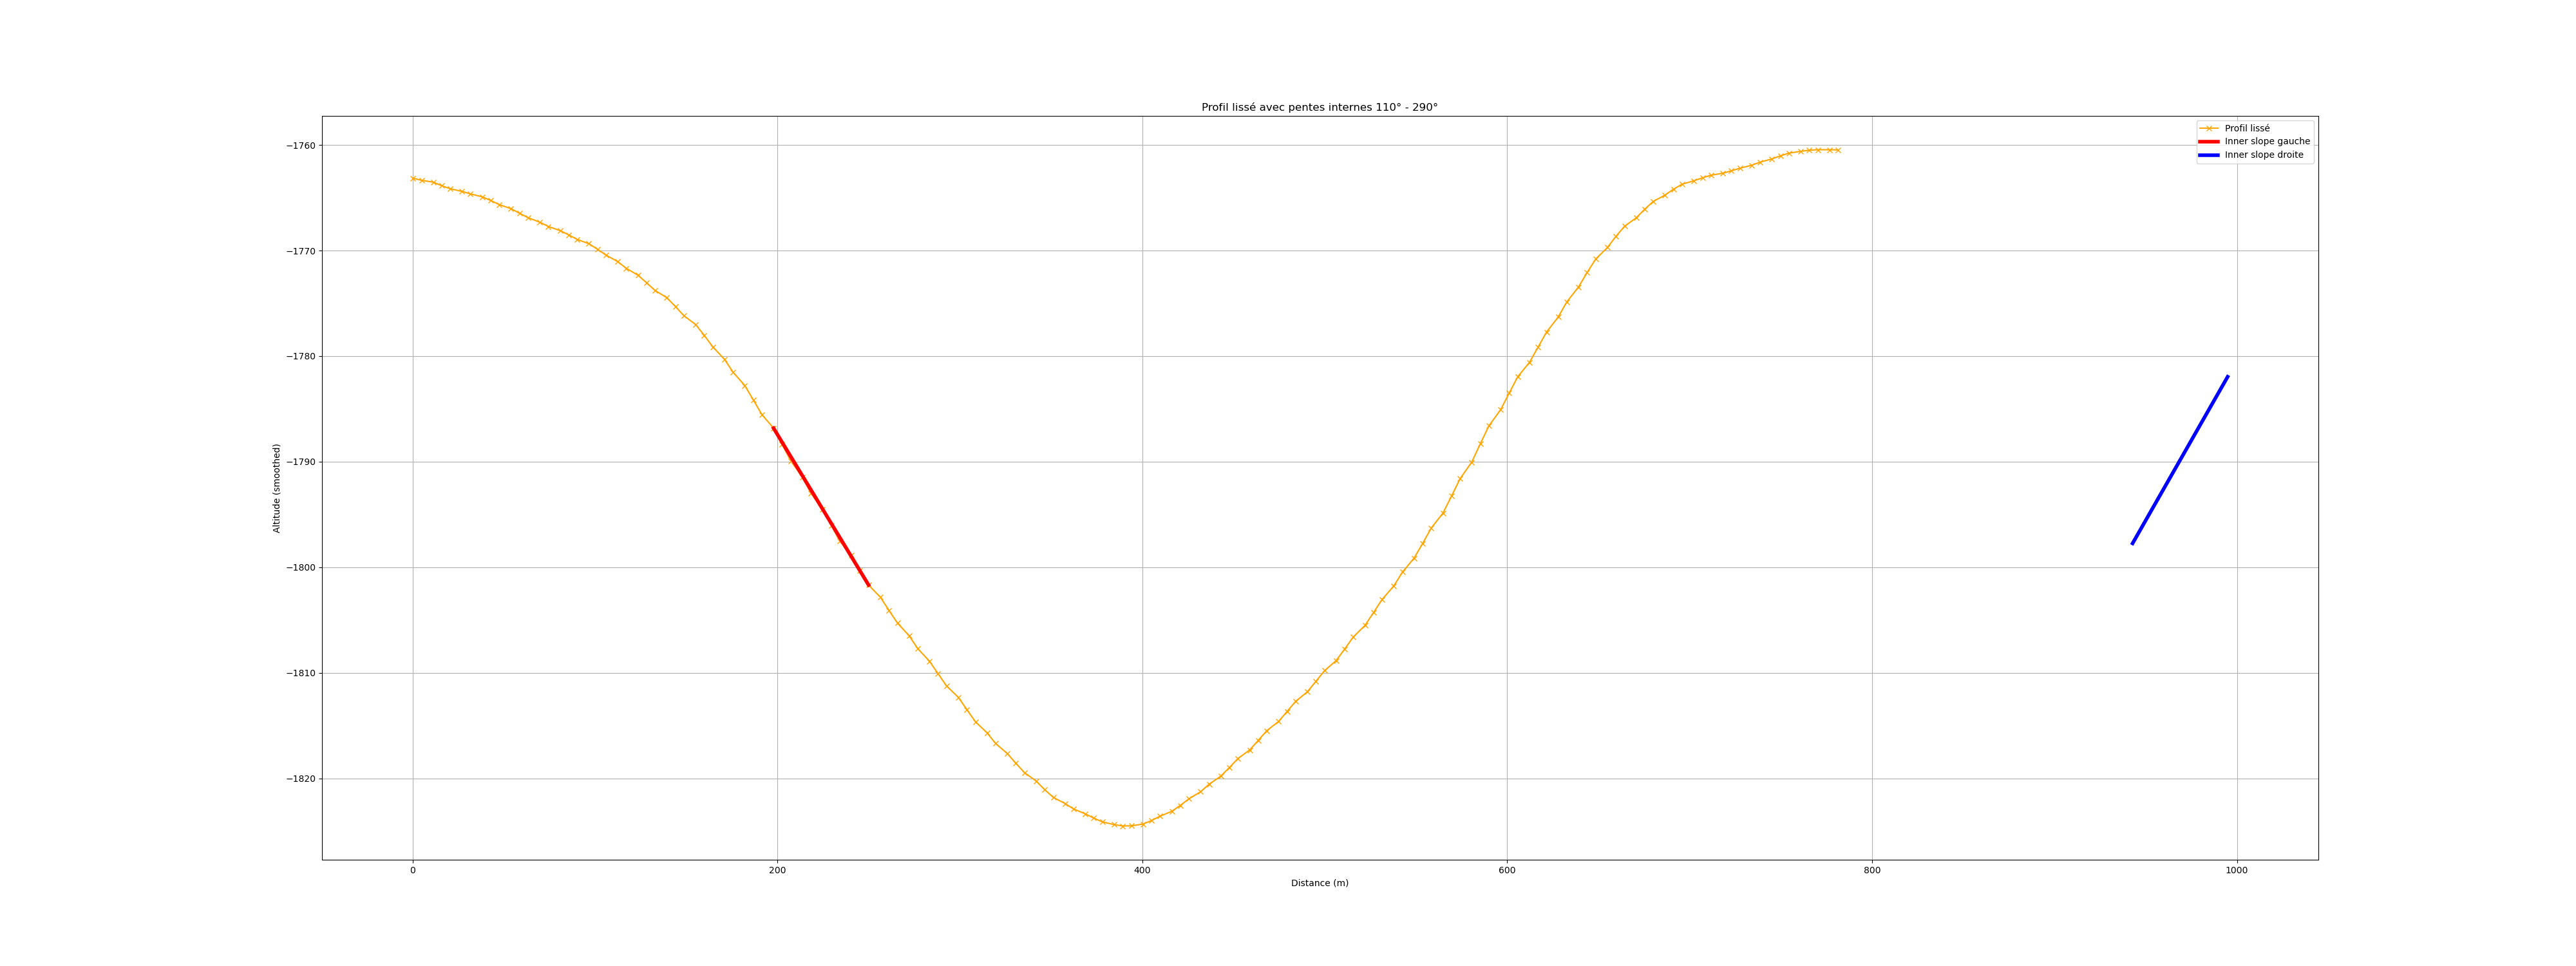 Profil lissé avec pentes internes 110° - 290°
Profil lissé
Inner slope gauche
Inner slope droite
Altitude (smoothed)
−1760
−1770
−1780
−1790
−1800
−1810
−1820
0 200 400 600 800 1000
Distance (m)